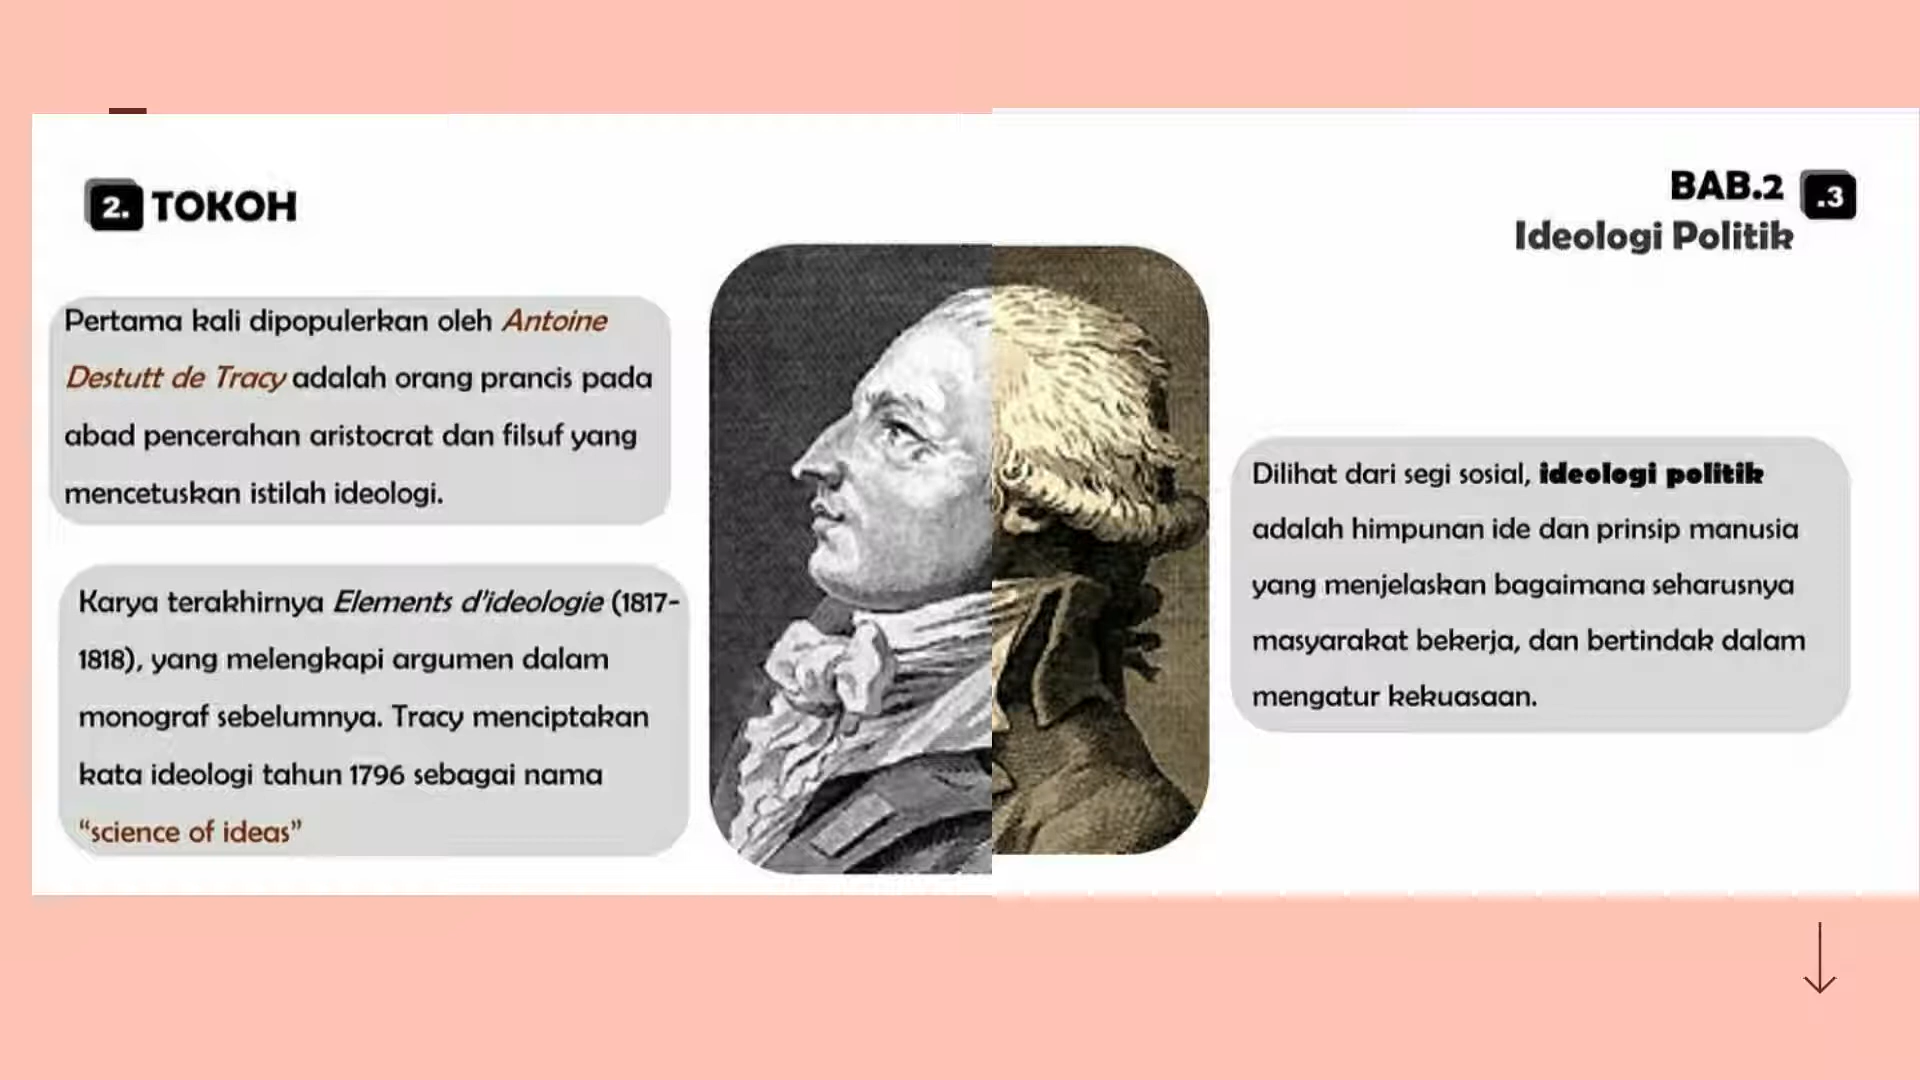 2. TOKOH
Pertama kali dipopulerkan oleh Antoine
Destutt de Tracy adalah orang prancis pada
abad pencerahan aristocrat dan filsuf yang
mencetuskan istilah ideologi.
Karya terakhirnya Elements d'ideologie (1817-
1818), yang melengkapi argumen dalam
monograf sebelumnya. Tracy menciptakan
kata ideologi tahun 1796 sebagai nama
“science of ideas”
BAB.2 .3
Ideologi Politik
Dilihat dari segi sosial, ideologi politik
adalah himpunan ide dan prinsip manusia
yang menjelaskan bagaimana seharusnya
masyarakat bekerja, dan bertindak dalam
mengatur kekuasaan.